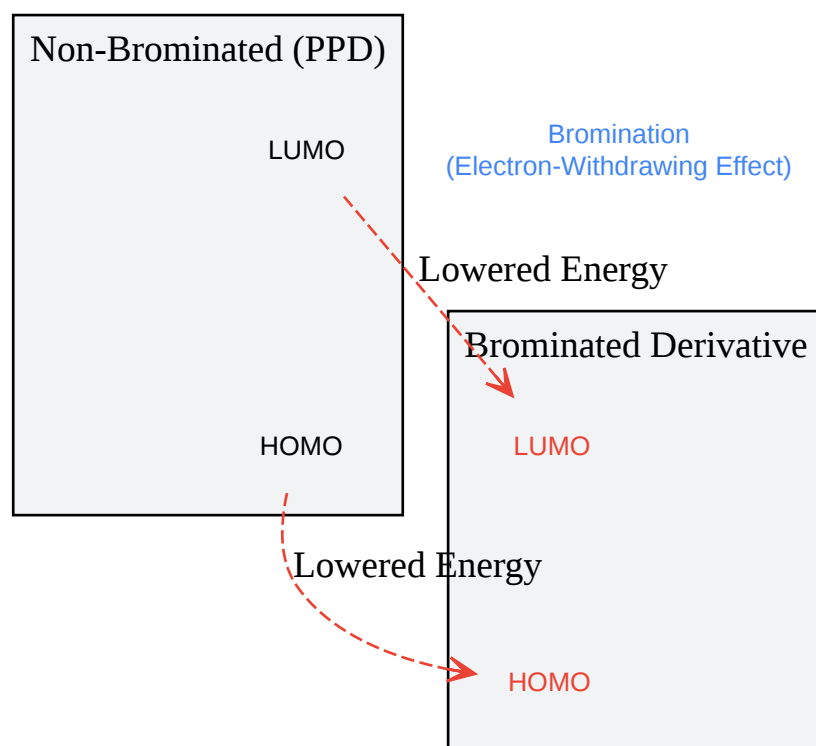 Non-Brominated (PPD)
LUMO
HOMO
Bromination
(Electron-Withdrawing Effect)
Lowered Energy
Lowered Energy
Brominated Derivative
LUMO
HOMO